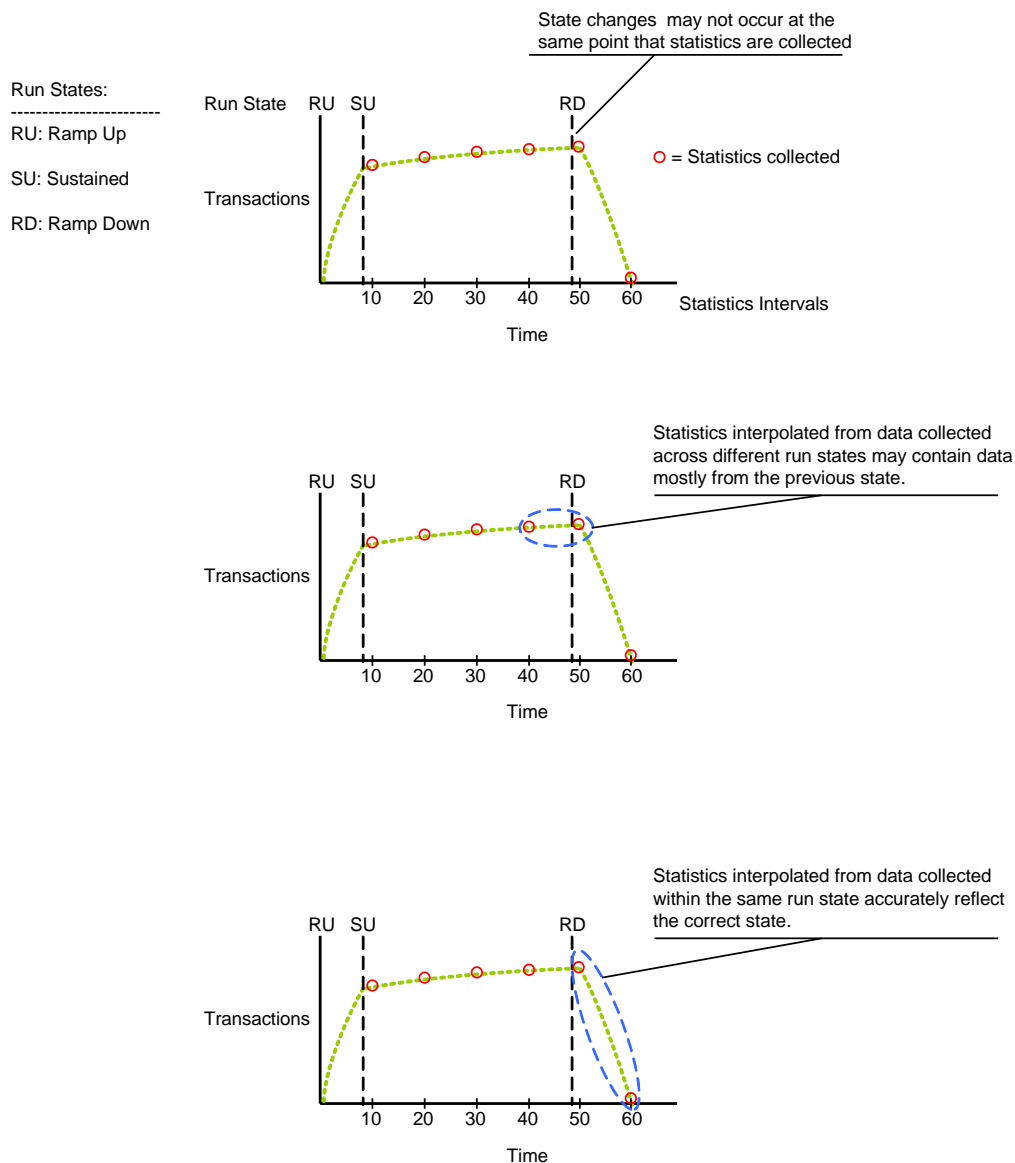 State changes  may not occur at the
same point that statistics are collected
Run States:
------------------------
RU: Ramp Up
SU: Sustained
RD: Ramp Down
Run State RU SU RD
= Statistics collected
Transactions
10 20 30 40 50 60
Statistics Intervals
Time
Statistics interpolated from data collected
across different run states may contain data
mostly from the previous state.
RU SU RD
Transactions
10 20 30 40 50 60
Time
Statistics interpolated from data collected
within the same run state accurately reflect
the correct state.
RU SU RD
Transactions
10 20 30 40 50 60
Time